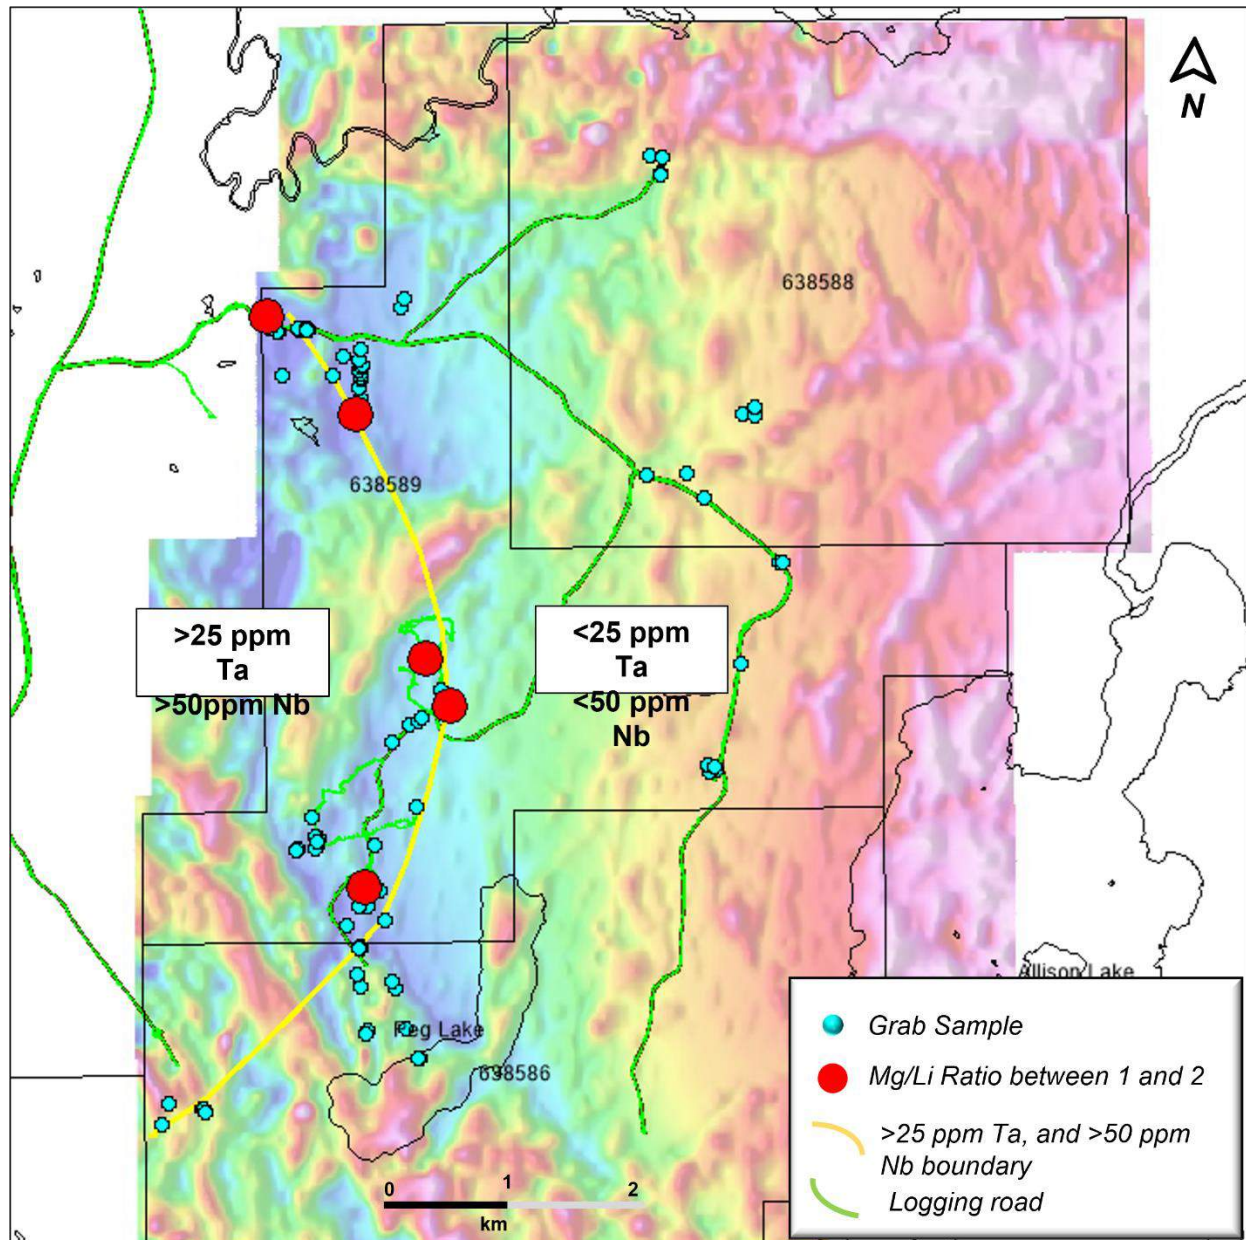 N
638588
638589
>25 ppm
Ta
>50ppm Nb
<25 ppm
Ta
<50 ppm
Nb
Allison Lake
Peg Lake
698586
Grab Sample
Mg/Li Ratio between 1 and 2
>25 ppm Ta, and >50 ppm
Nb boundary
Logging road
0 1 2
km